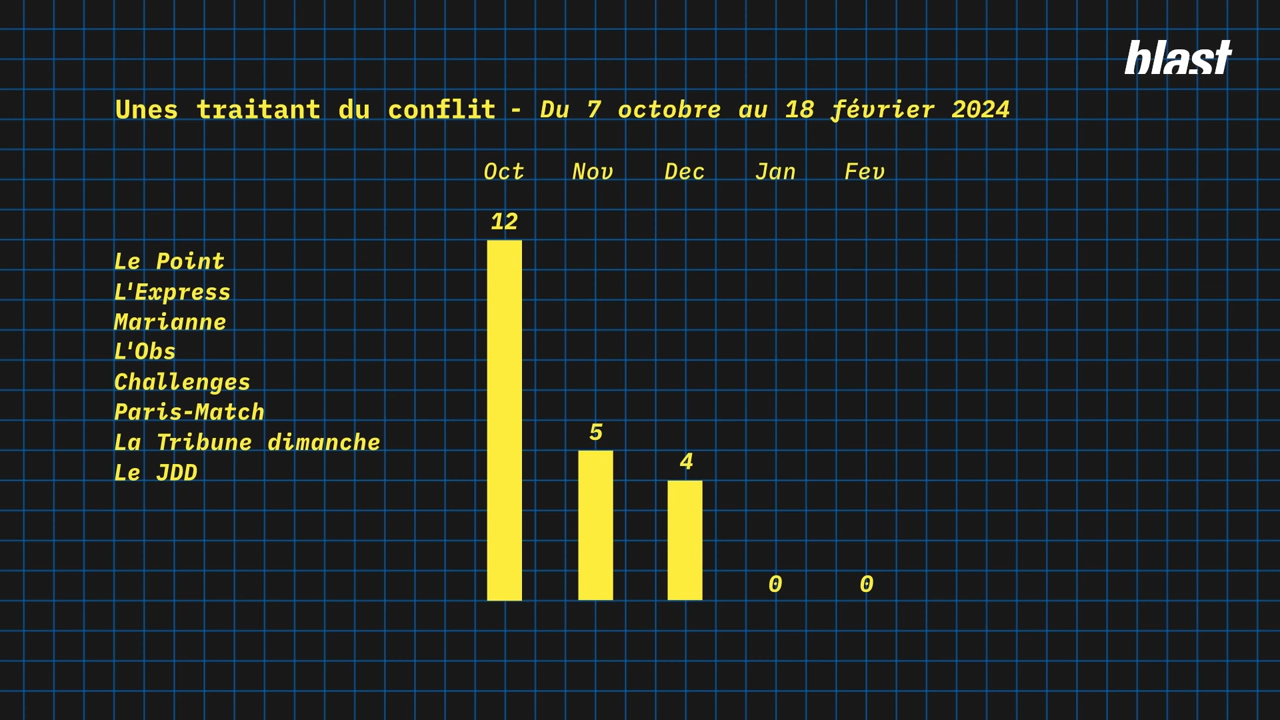 blast
Unes traitant du conflit - Du 7 octobre au 18 février 2024
Oct Nov Dec Jan Fev
12
Le Point
L'Express
Marianne
L'Obs
Challenges
Paris-Match
La Tribune dimanche
Le JDD
5
4
0 0